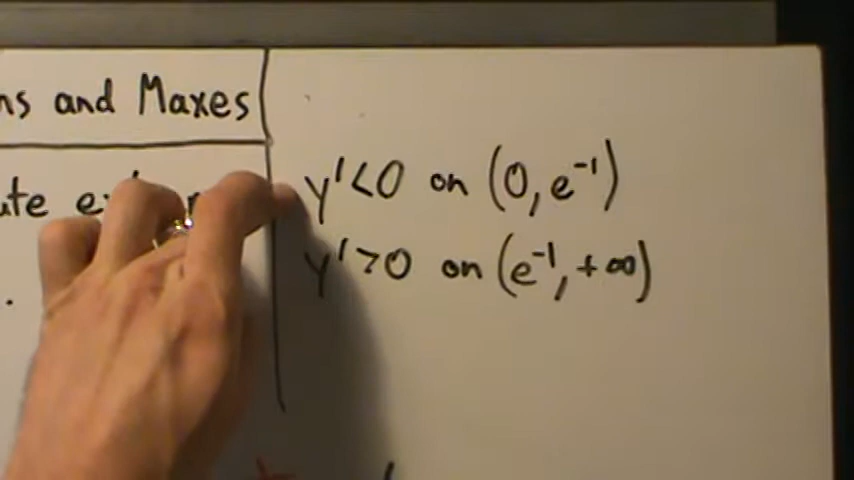 ns and Maxes
ute
y'<0 on (0, e⁻¹)
y'>0 on (e⁻¹, +∞)